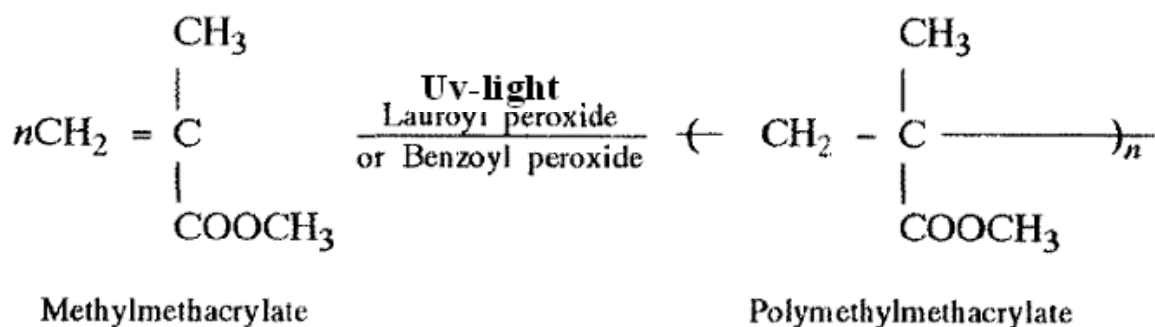 CH₃ CH₃
Uv-light
Lauroyl peroxide
nCH₂ = C ( CH₂ - C )n
or Benzoyl peroxide
COOCH₃ COOCH₃
Methylmethacrylate Polymethylmethacrylate